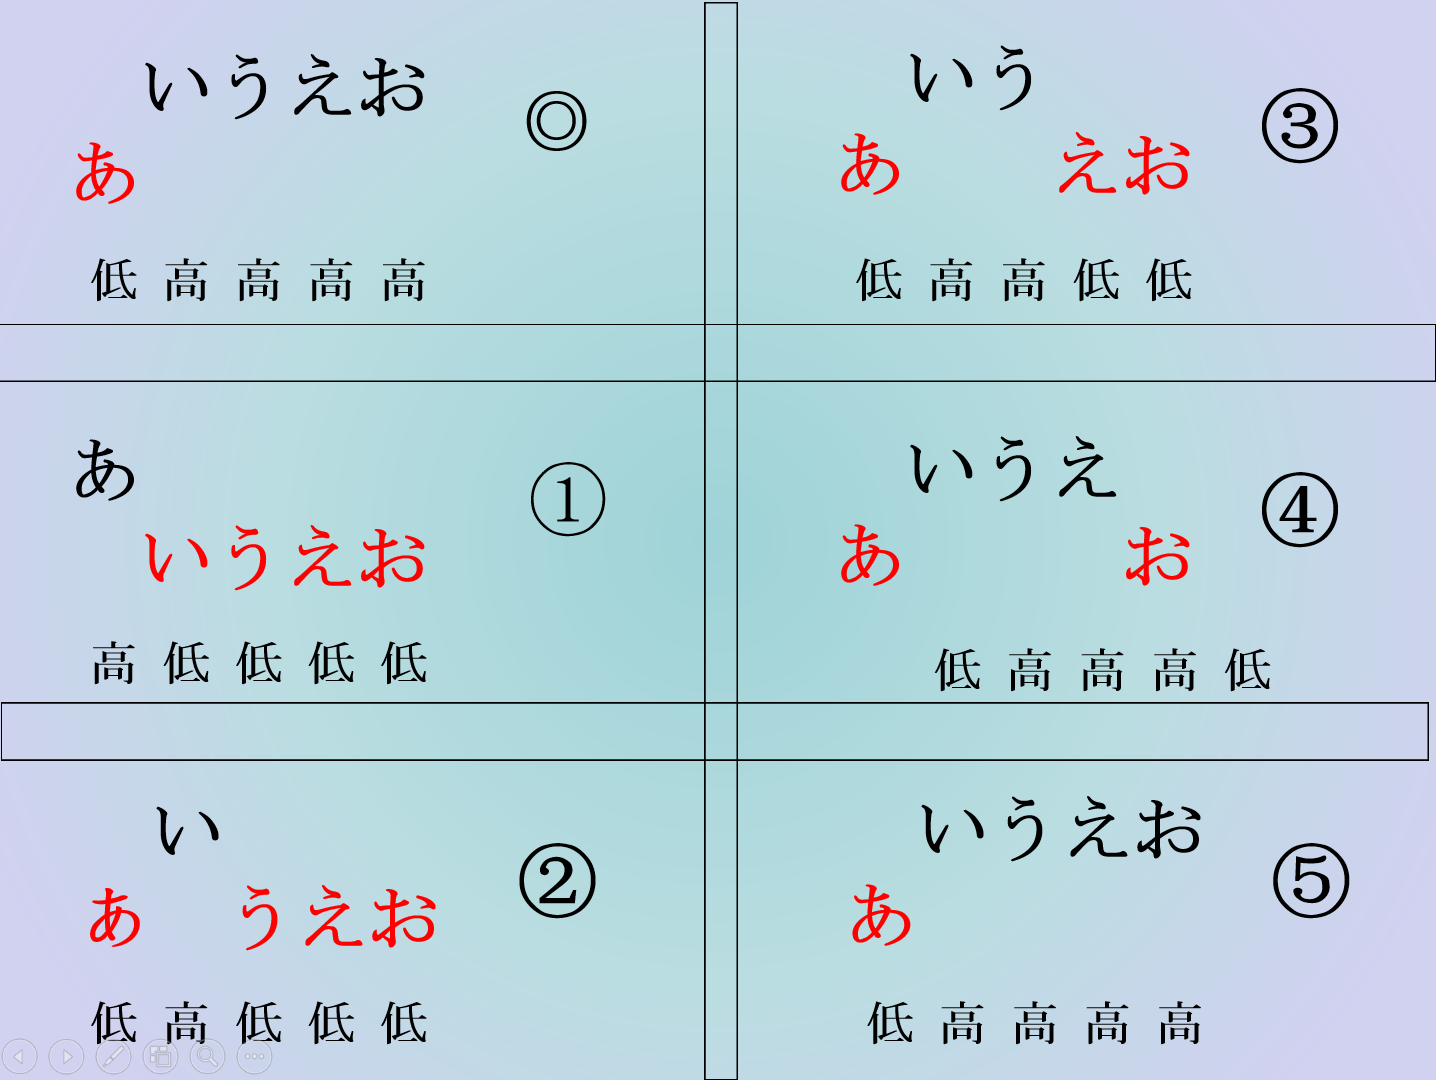 いうえお
あ
◎
低 高 高 高 高
あ
いうえお
①
高 低 低 低 低
い
あ うえお
②
低 高 低 低 低
いう
あ えお
③
低 高 高 低 低
いうえ
あ お
④
低 高 高 高 低
いうえお
あ
⑤
低 高 高 高 高